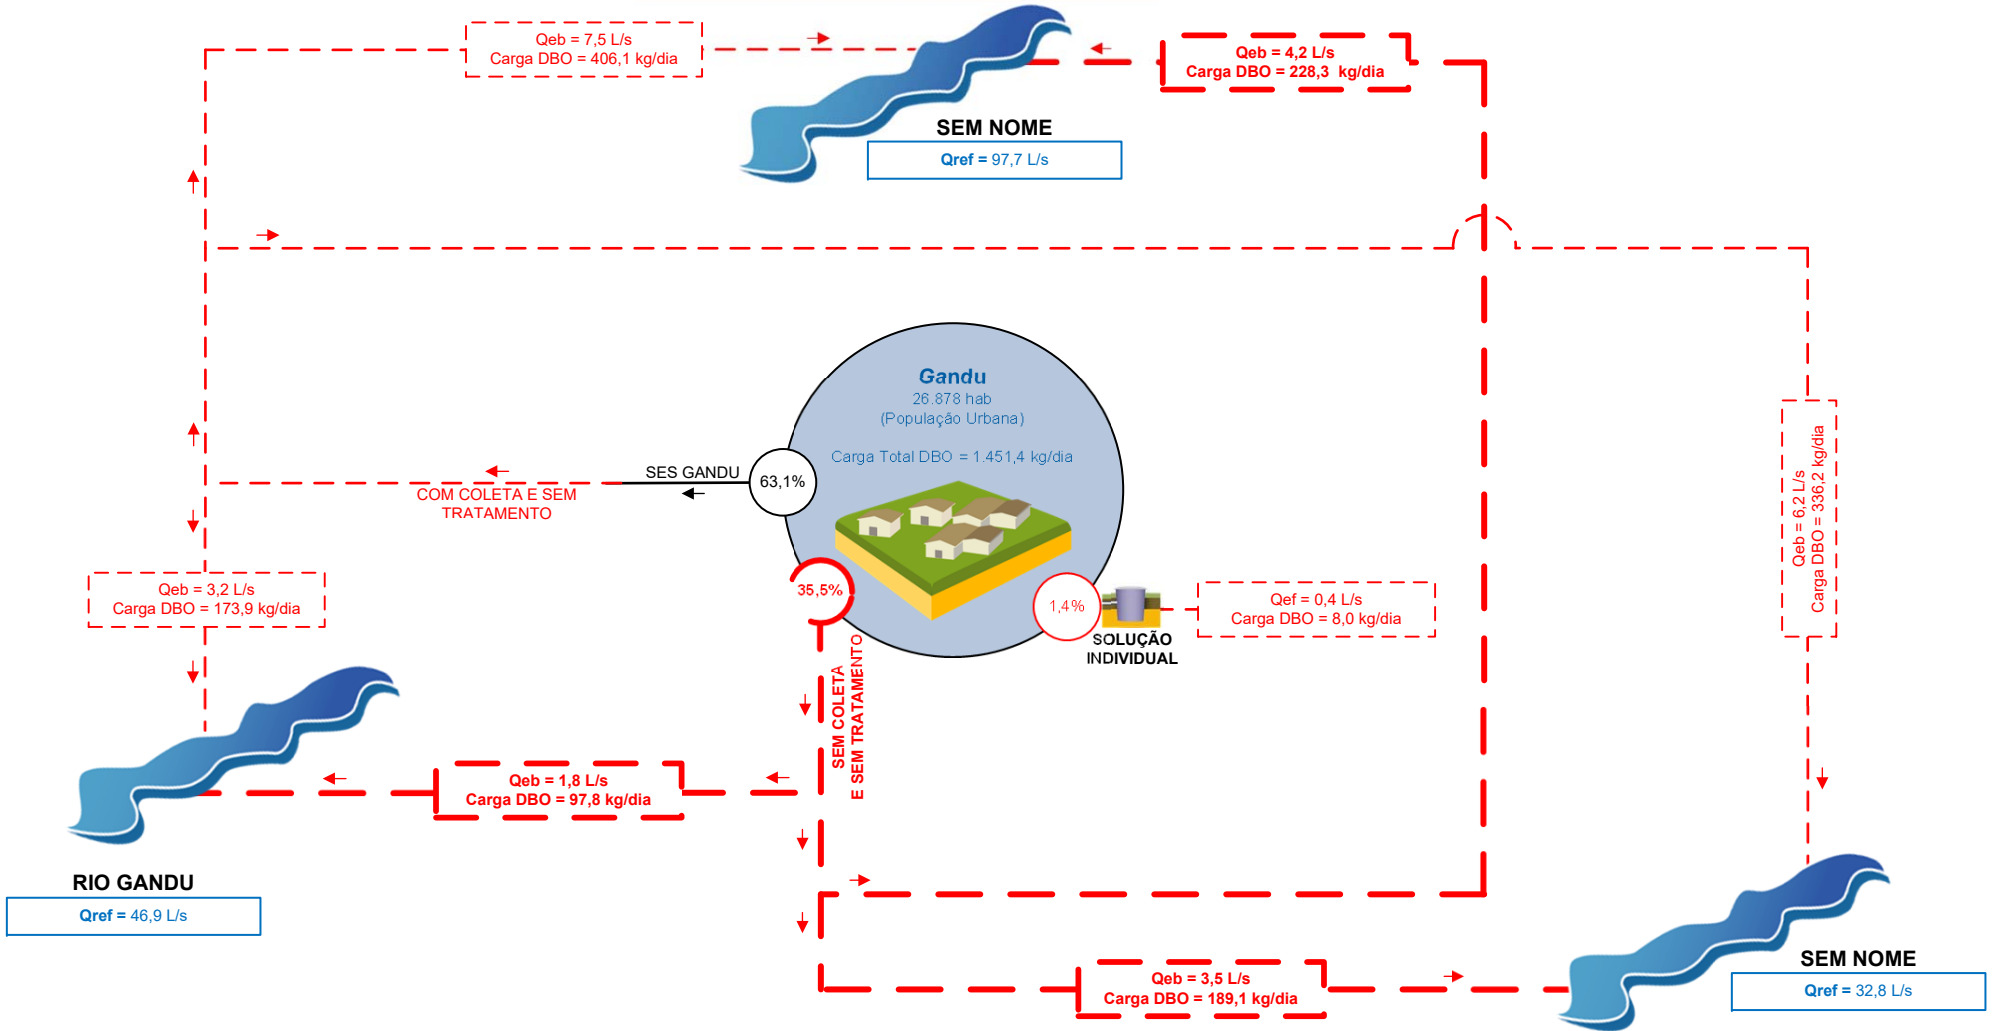 Qeb = 7,5 L/s
Carga DBO = 406,1 kg/dia
Qeb = 4,2 L/s
Carga DBO = 228,3 kg/dia
SEM NOME
Qref = 97,7 L/s
Gandu
26.878 hab
(População Urbana)
Carga Total DBO = 1.451,4 kg/dia
SES GANDU
63,1%
COM COLETA E SEM
TRATAMENTO
Qeb = 6,2 L/s
Carga DBO = 336,2 kg/dia
Qeb = 3,2 L/s
Carga DBO = 173,9 kg/dia
35,5%
1,4%
Qef = 0,4 L/s
Carga DBO = 8,0 kg/dia
SOLUÇÃO
INDIVIDUAL
SEM COLETA
E SEM TRATAMENTO
Qeb = 1,8 L/s
Carga DBO = 97,8 kg/dia
RIO GANDU
Qref = 46,9 L/s
Qeb = 3,5 L/s
Carga DBO = 189,1 kg/dia
SEM NOME
Qref = 32,8 L/s